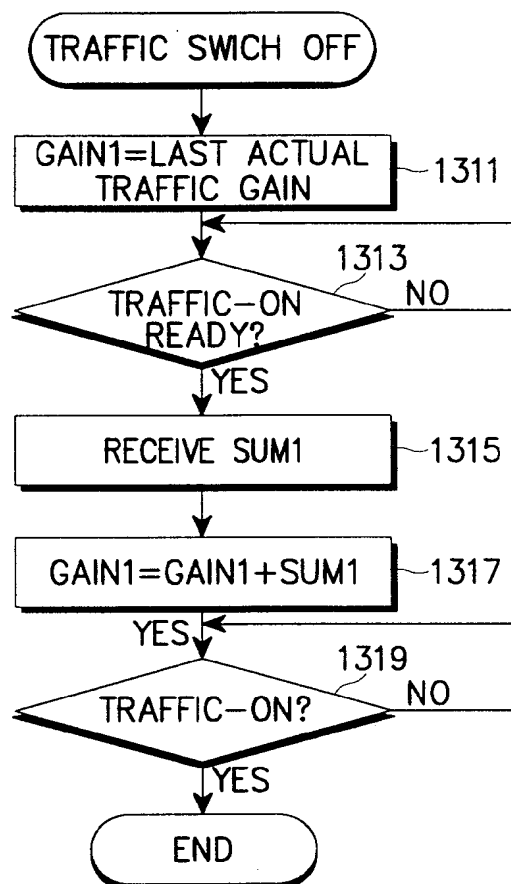 TRAFFIC SWICH OFF
GAIN1=LAST ACTUAL
TRAFFIC GAIN
1311
1313
TRAFFIC-ON
READY?
NO
YES
RECEIVE SUM1
1315
GAIN1=GAIN1+SUM1
1317
YES
1319
TRAFFIC-ON?
NO
YES
END